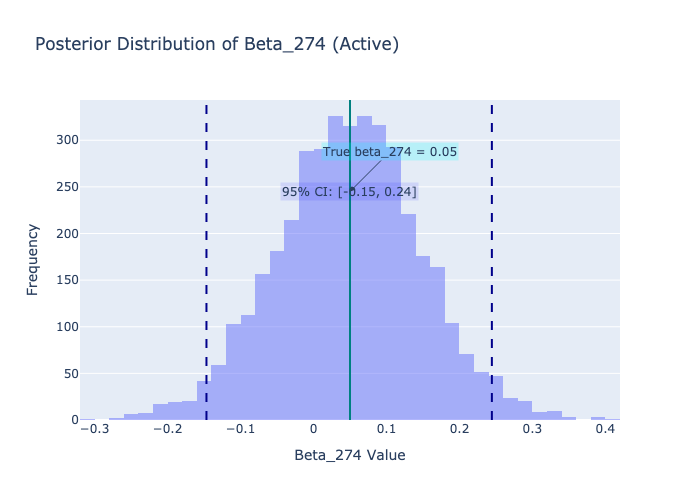 Posterior Distribution of Beta_274 (Active)
300
250
200
150
100
50
0
Frequency
True beta_274 = 0.05
95% CI: [-0.15, 0.24]
−0.3 −0.2 −0.1 0 0.1 0.2 0.3 0.4
Beta_274 Value